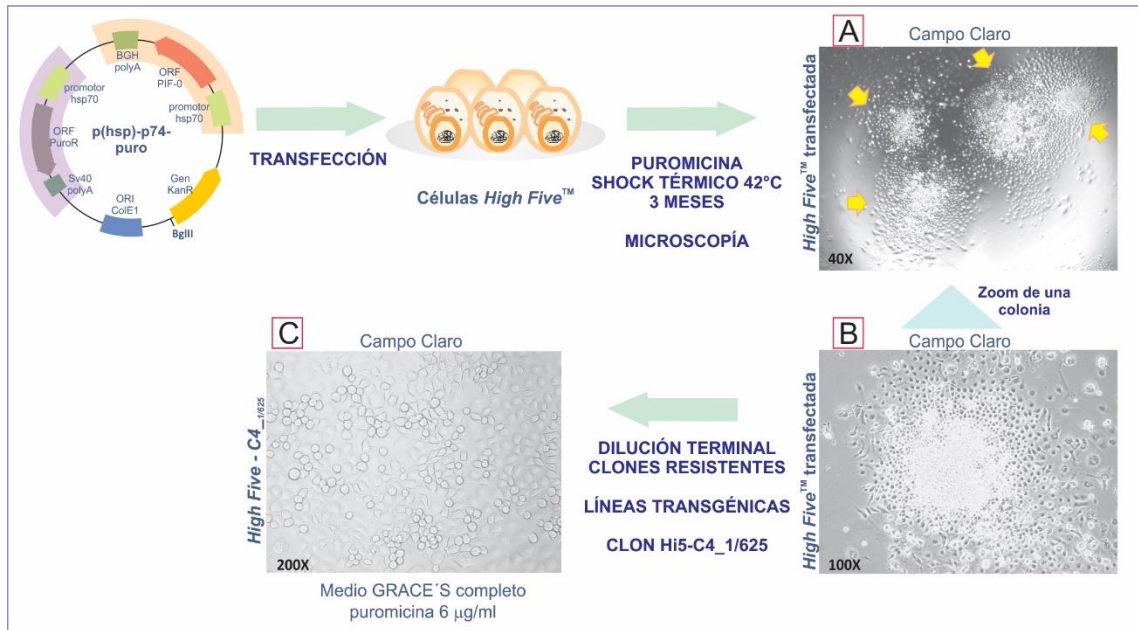 BGH
polyA
ORF
PIF-0
promotor
hsp70
promotor
hsp70
ORF
PuroR
p(hsp)-p74-
puro
Sv40
polyA
ORI
ColE1
Gen
KanR
BglII
TRANSFECCIÓN
Células High Five™
PUROMICINA
SHOCK TÉRMICO 42°C
3 MESES
MICROSCOPÍA
A
Campo Claro
High Five™ transfectada
40X
Zoom de una
colonia
B
Campo Claro
High Five™ transfectada
100X
DILUCIÓN TERMINAL
CLONES RESISTENTES
LÍNEAS TRANSGÉNICAS
CLON Hi5-C4_1/625
C
Campo Claro
High Five - C4_1/625
200X
Medio GRACE´S completo
puromicina 6 µg/ml